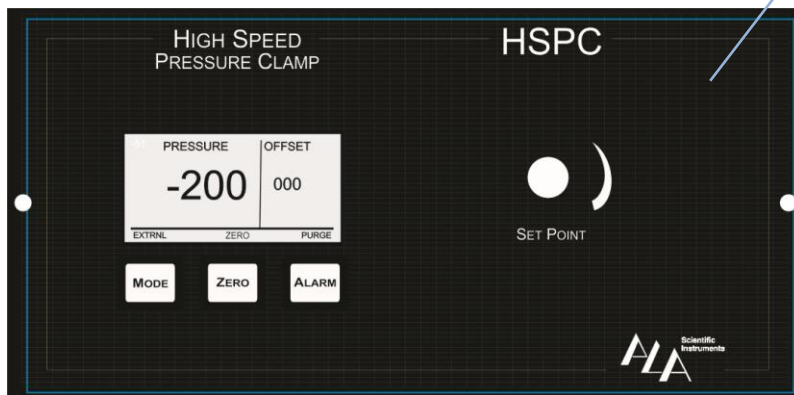 HIGH SPEED
PRESSURE CLAMP
HSPC
PRESSURE OFFSET
-200 000
EXTRNL ZERO PURGE
SET POINT
MODE ZERO ALARM
ALA Scientific
Instruments